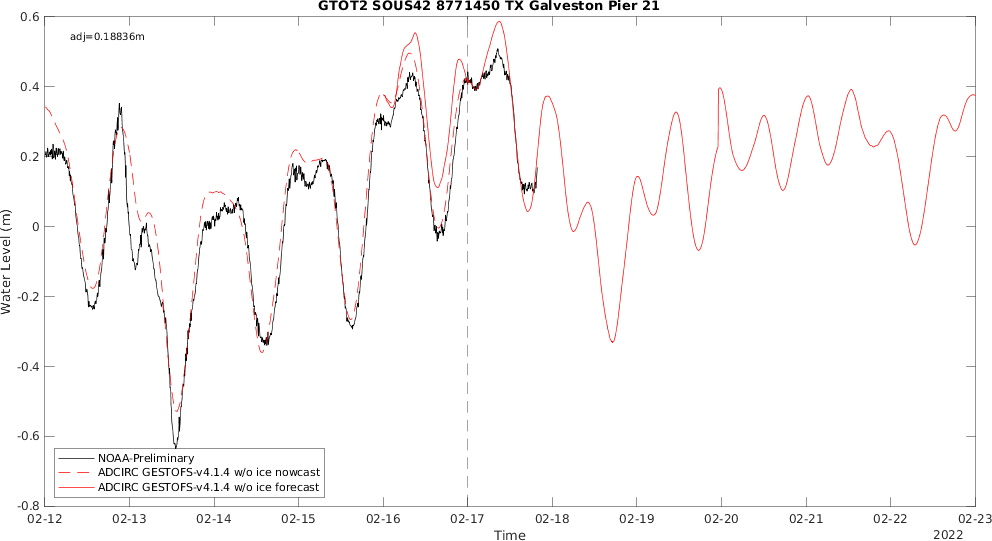 GTOT2 SOUS42 8771450 TX Galveston Pier 21
adj=0.18836m
0.6
0.4
0.2
0
-0.2
-0.4
-0.6
-0.8
Water Level (m)
NOAA-Preliminary
ADCIRC GESTOFS-v4.1.4 w/o ice nowcast
ADCIRC GESTOFS-v4.1.4 w/o ice forecast
02-12 02-13 02-14 02-15 02-16 02-17 02-18 02-19 02-20 02-21 02-22 02-23
Time
2022